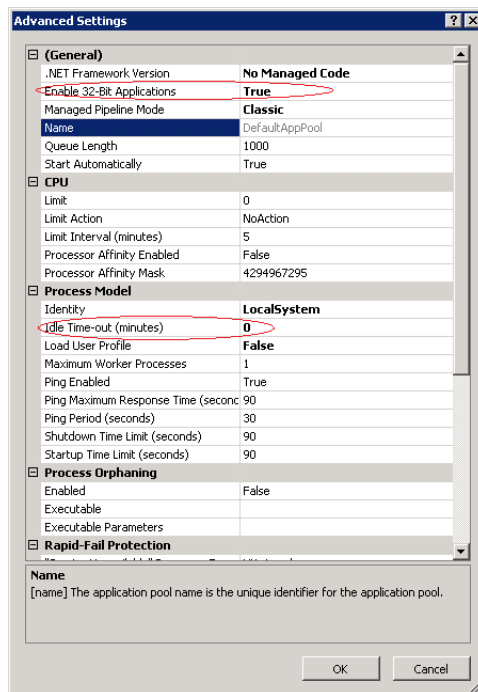 Advanced Settings
(General)
.NET Framework Version No Managed Code
Enable 32-Bit Applications True
Managed Pipeline Mode Classic
Name DefaultAppPool
Queue Length 1000
Start Automatically True
CPU
Limit 0
Limit Action NoAction
Limit Interval (minutes) 5
Processor Affinity Enabled False
Processor Affinity Mask 4294967295
Process Model
Identity LocalSystem
Idle Time-out (minutes) 0
Load User Profile False
Maximum Worker Processes 1
Ping Enabled True
Ping Maximum Response Time (second 90
Ping Period (seconds) 30
Shutdown Time Limit (seconds) 90
Startup Time Limit (seconds) 90
Process Orphaning
Enabled False
Executable
Executable Parameters
Rapid-Fail Protection
Name
[name] The application pool name is the unique identifier for the application pool.
OK Cancel